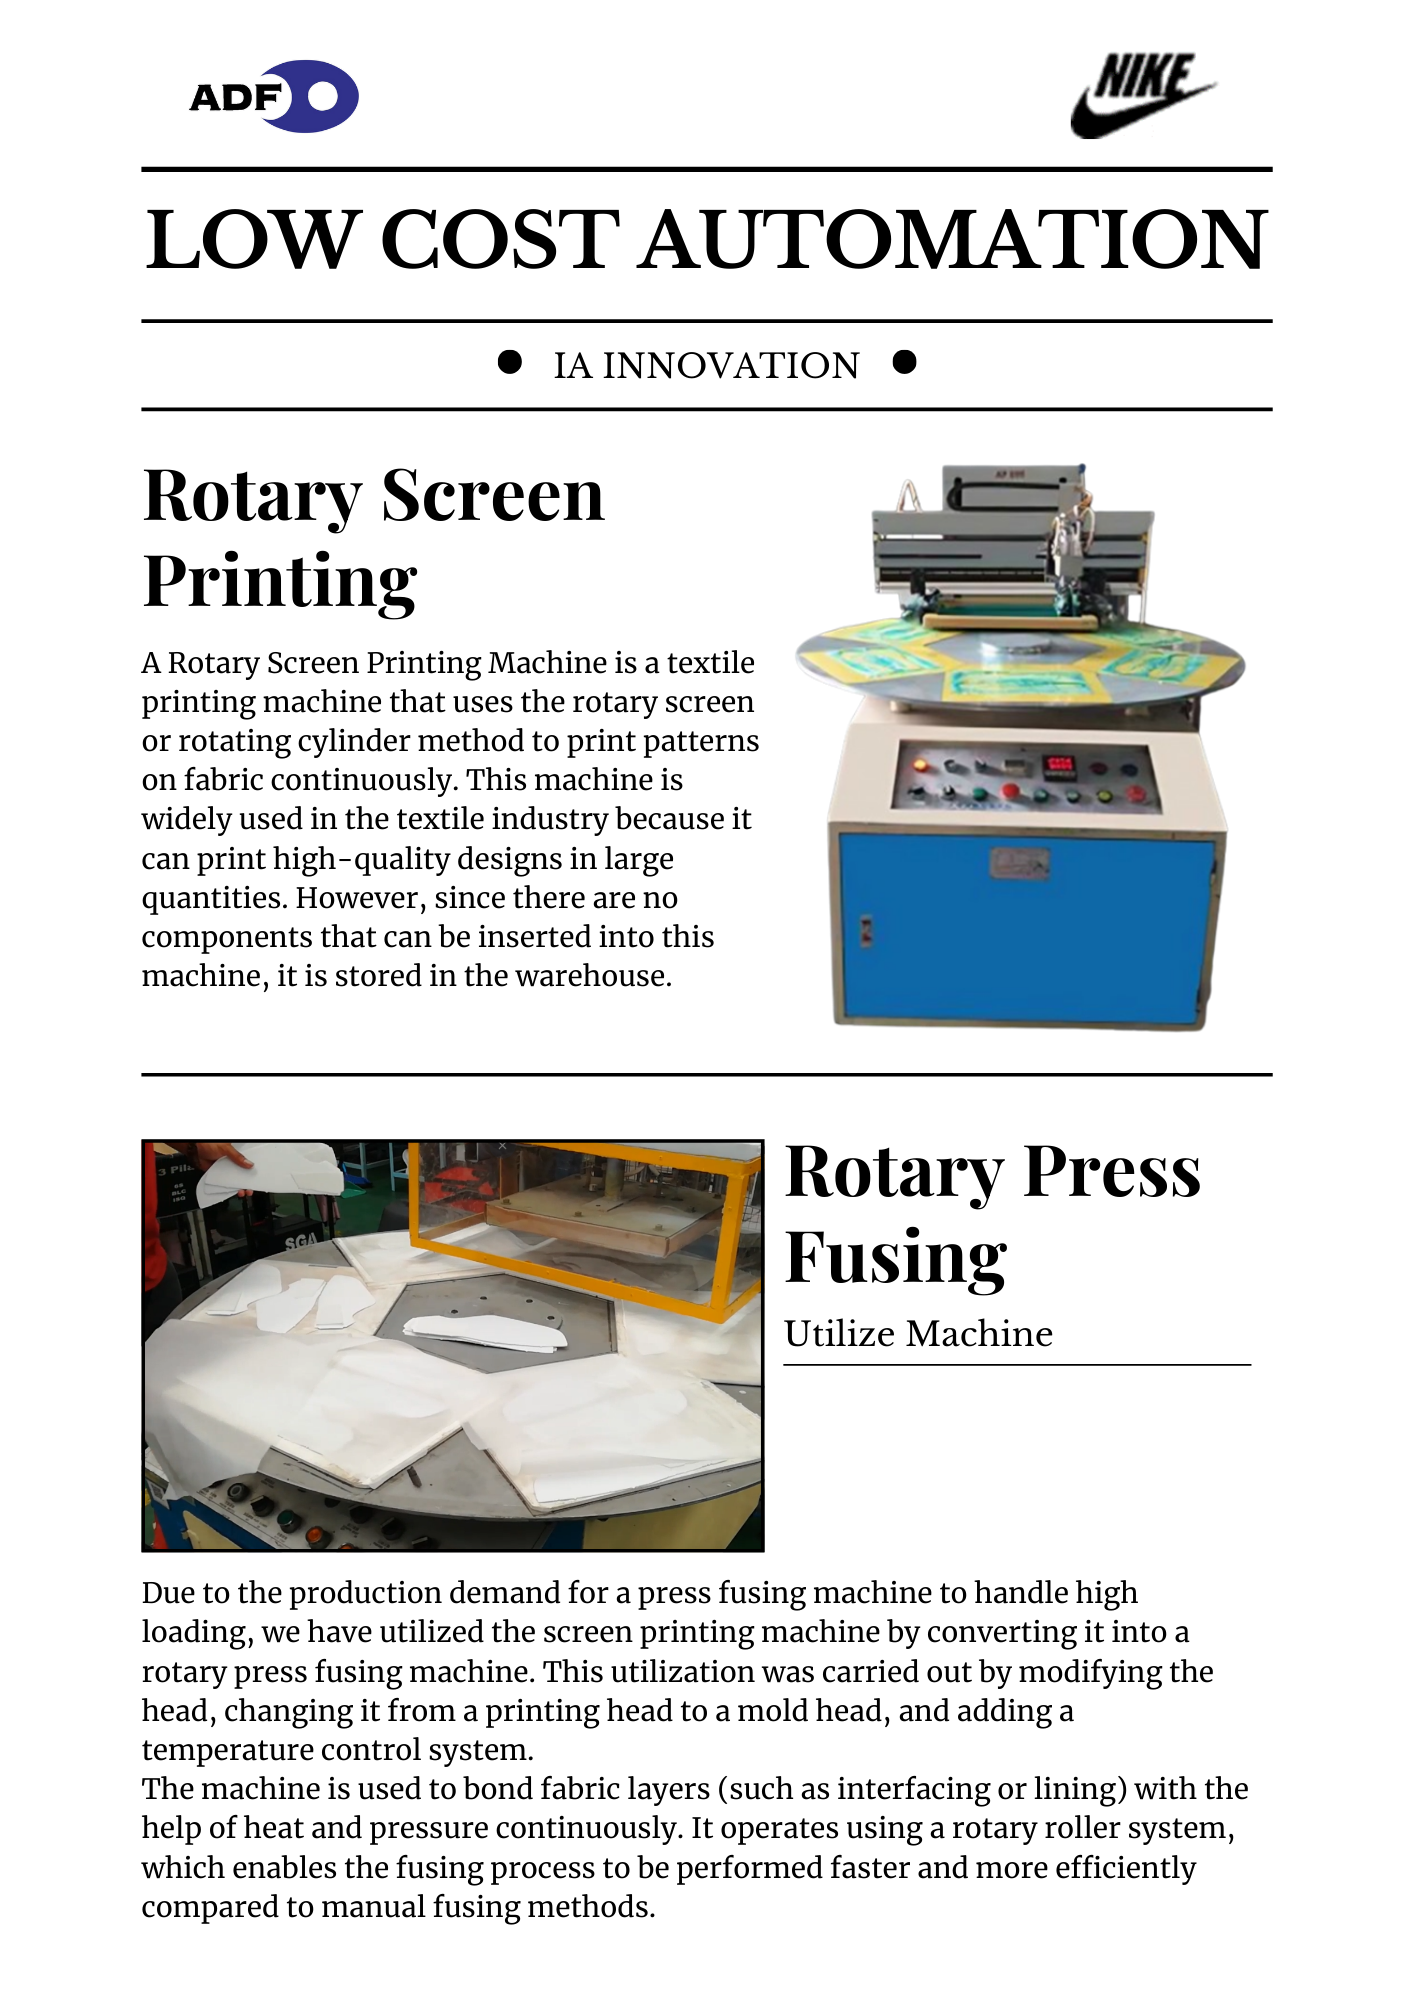 ADF
NIKE
LOW COST AUTOMATION
IA INNOVATION
Rotary Screen
Printing
A Rotary Screen Printing Machine is a textile
printing machine that uses the rotary screen
or rotating cylinder method to print patterns
on fabric continuously. This machine is
widely used in the textile industry because it
can print high-quality designs in large
quantities. However, since there are no
components that can be inserted into this
machine, it is stored in the warehouse.
SGA
Rotary Press
Fusing
Utilize Machine
Due to the production demand for a press fusing machine to handle high
loading, we have utilized the screen printing machine by converting it into a
rotary press fusing machine. This utilization was carried out by modifying the
head, changing it from a printing head to a mold head, and adding a
temperature control system.
The machine is used to bond fabric layers (such as interfacing or lining) with the
help of heat and pressure continuously. It operates using a rotary roller system,
which enables the fusing process to be performed faster and more efficiently
compared to manual fusing methods.